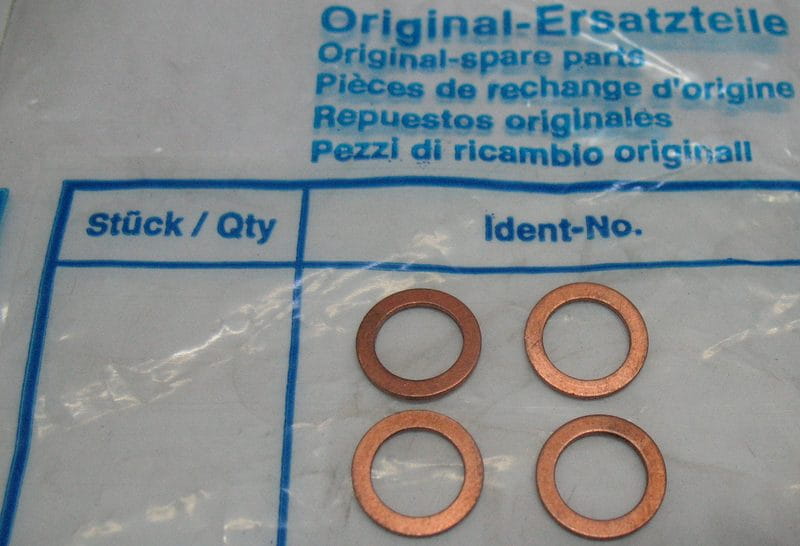 Original-Ersatzteile
Original-spare parts
Pièces de rechange d'origine
Repuestos originales
Pezzi di ricambio originali
Stück / Qty
Ident-No.